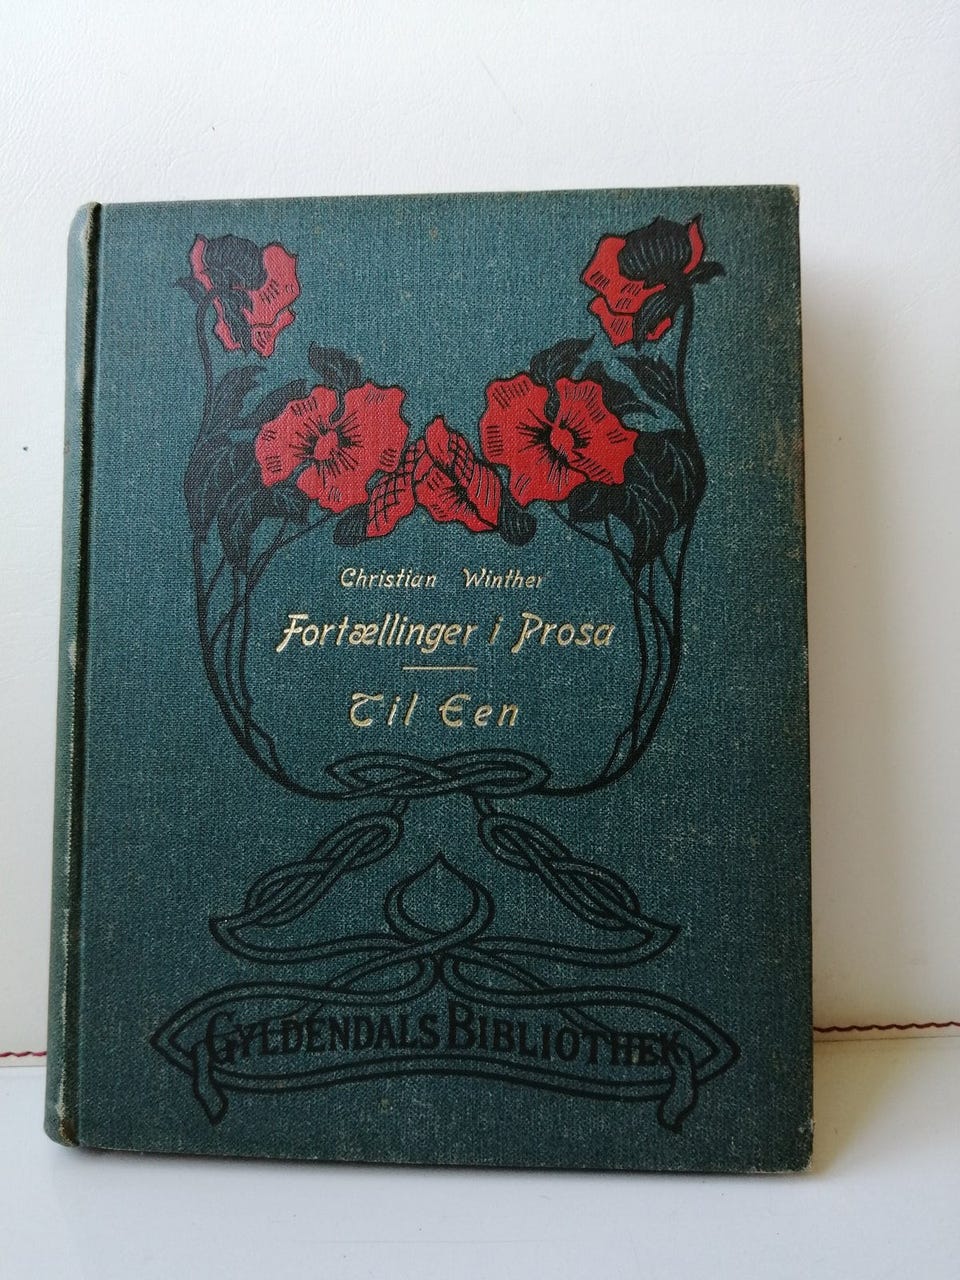 Christian Winther
Fortællinger i Prosa
Til Een
GYLDENDALS BIBLIOTHEK